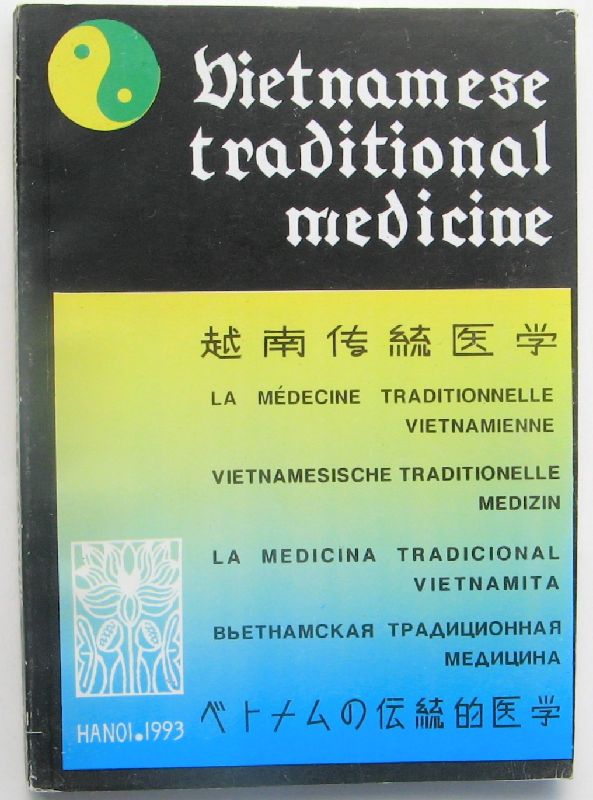 Vietnamese
traditional
medicine
越南传統医学
LA MÉDECINE TRADITIONNELLE
VIETNAMIENNE
VIETNAMESISCHE TRADITIONELLE
MEDIZIN
LA MEDICINA TRADICIONAL
VIETNAMITA
ВЬЕТНАМСКАЯ ТРАДИЦИОННАЯ
МЕДИЦИНА
ベトナムの伝統的医学
HANOI.1993